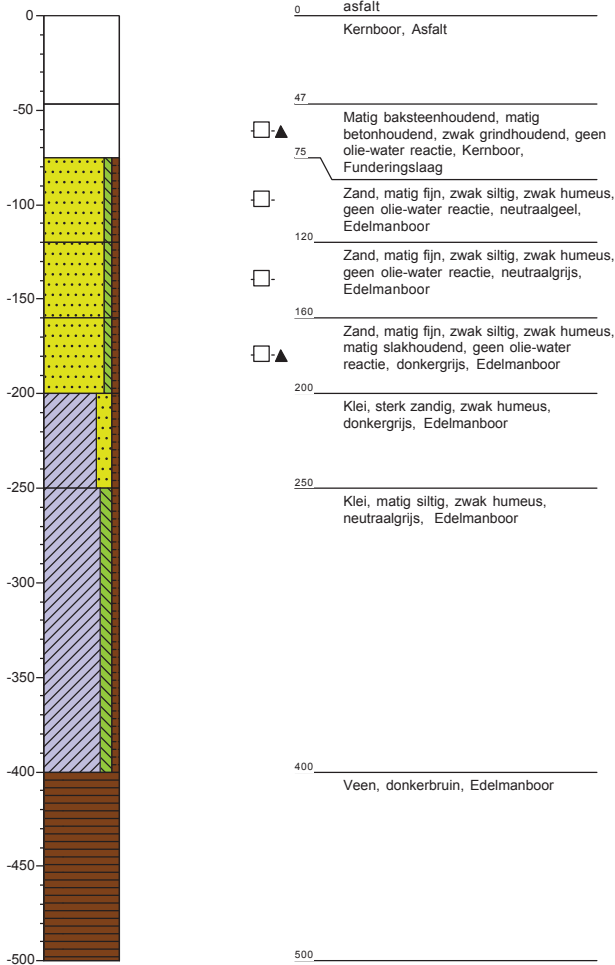 asfalt
0
0
Kernboor, Asfalt
-50
47
Matig baksteenhoudend, matig
betonhoudend, zwak grindhoudend, geen
olie-water reactie, Kernboor,
Funderingslaag
75
-100
Zand, matig fijn, zwak siltig, zwak humeus,
geen olie-water reactie, neutraalgeel,
Edelmanboor
120
Zand, matig fijn, zwak siltig, zwak humeus,
geen olie-water reactie, neutraalgrijs,
Edelmanboor
-150
160
Zand, matig fijn, zwak siltig, zwak humeus,
matig slakhoudend, geen olie-water
reactie, donkergrijs, Edelmanboor
-200
200
Klei, sterk zandig, zwak humeus,
donkergrijs, Edelmanboor
-250
250
Klei, matig siltig, zwak humeus,
neutraalgrijs, Edelmanboor
-300
-350
-400
400
Veen, donkerbruin, Edelmanboor
-450
-500
500